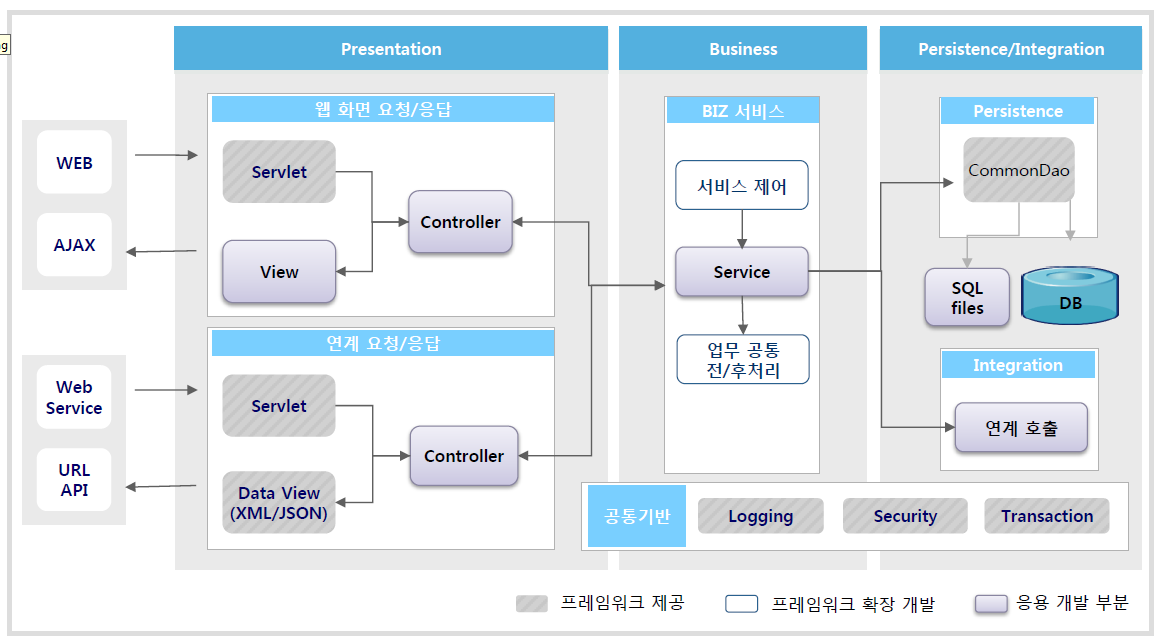 g
Presentation
Business
Persistence/Integration
WEB
AJAX
웹 화면 요청/응답
Servlet
Controller
View
Web
Service
URL
API
연계 요청/응답
Servlet
Controller
Data View
(XML/JSON)
BIZ 서비스
서비스 제어
Service
업무 공통
전/후처리
Persistence
CommonDao
SQL
files
DB
Integration
연계 호출
공통기반
Logging
Security
Transaction
프레임워크 제공
프레임워크 확장 개발
응용 개발 부분